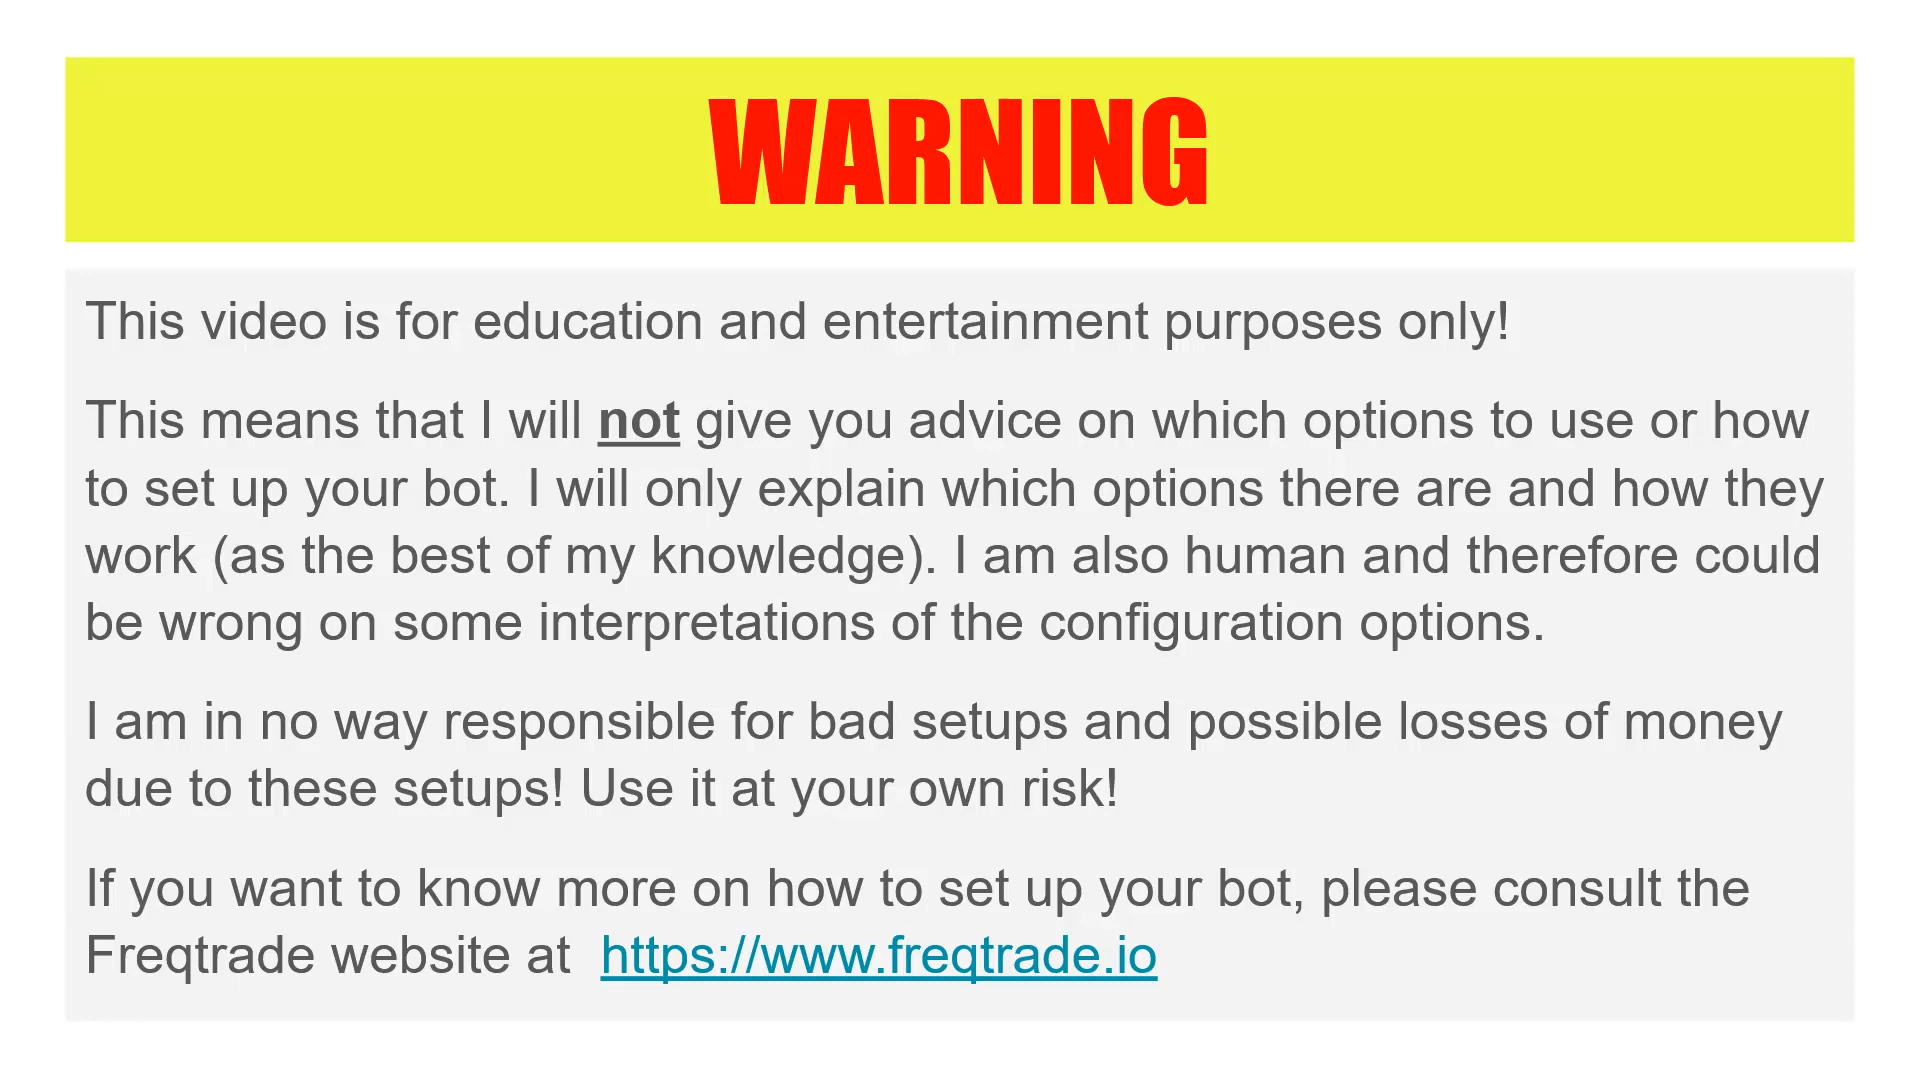 WARNING
This video is for education and entertainment purposes only!
This means that I will not give you advice on which options to use or how
to set up your bot. I will only explain which options there are and how they
work (as the best of my knowledge). I am also human and therefore could
be wrong on some interpretations of the configuration options.
I am in no way responsible for bad setups and possible losses of money
due to these setups! Use it at your own risk!
If you want to know more on how to set up your bot, please consult the
Freqtrade website at https://www.freqtrade.io